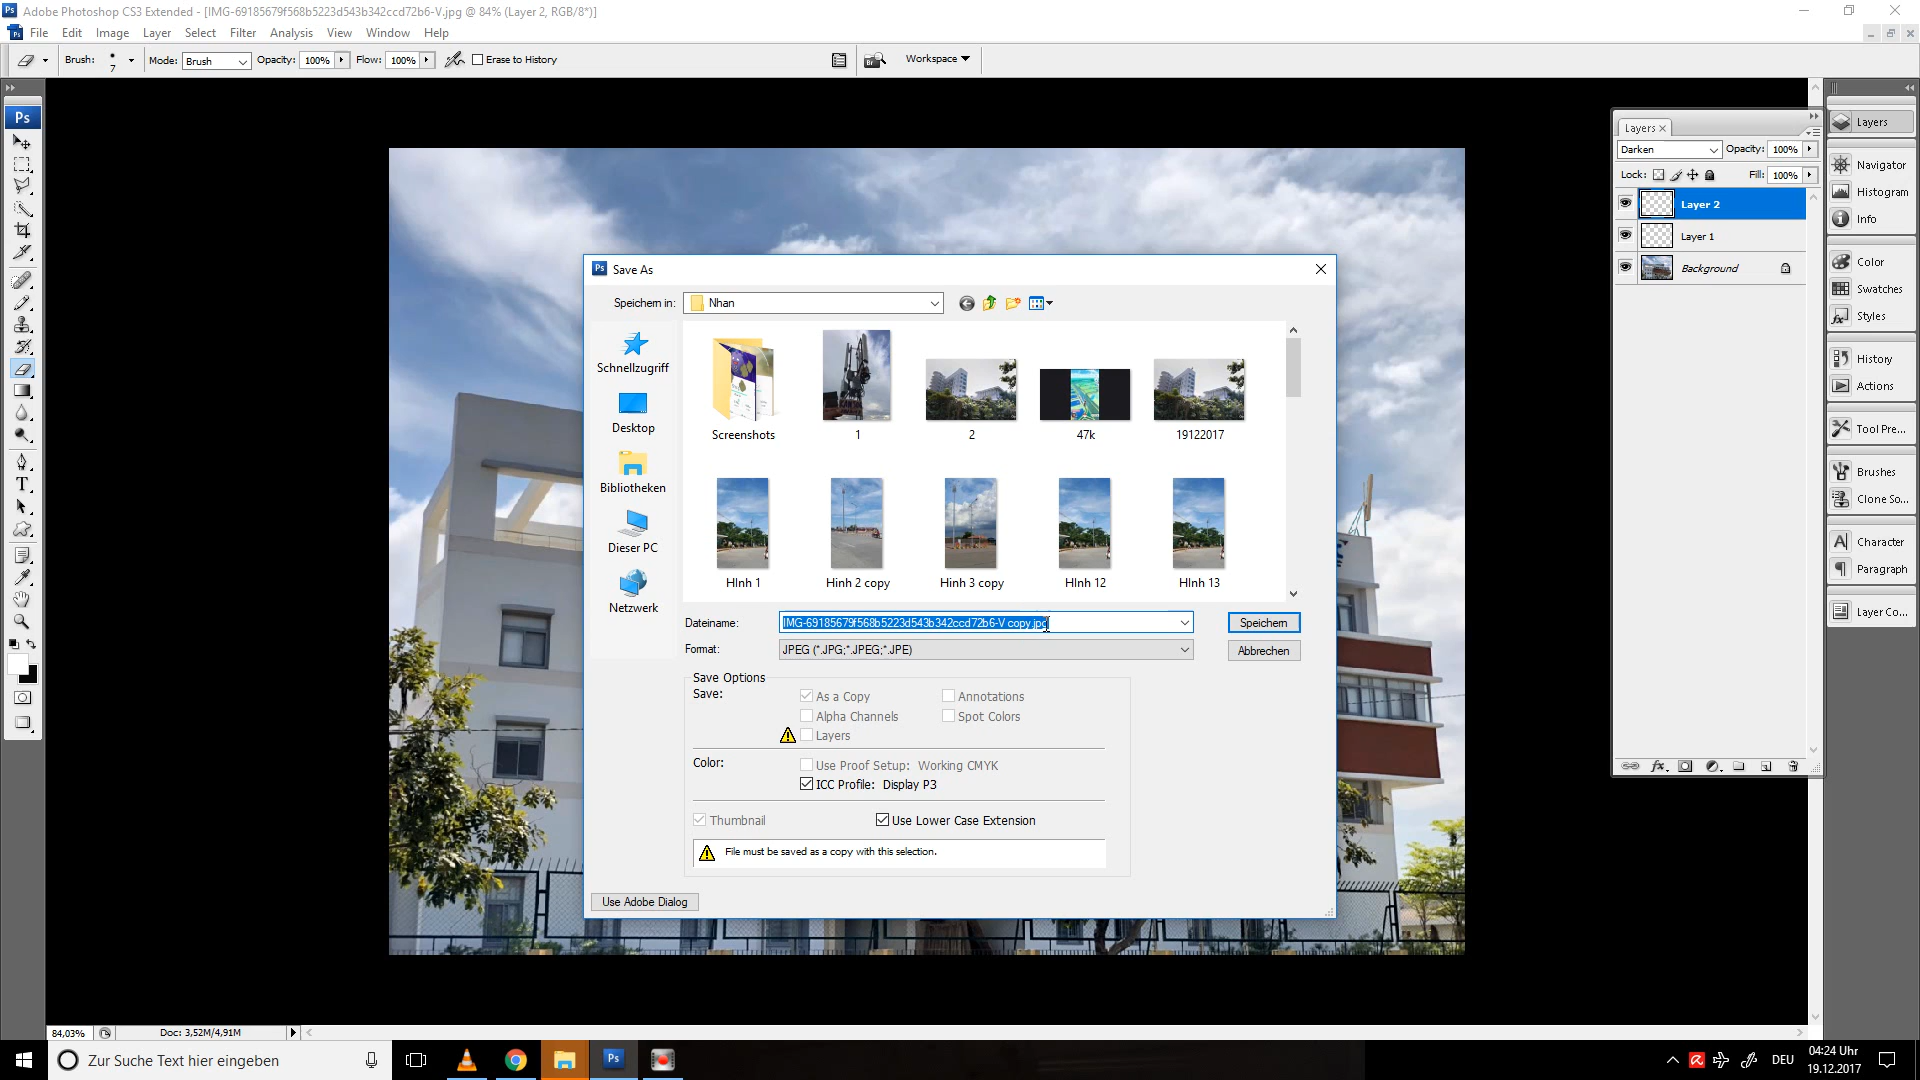 Adobe Photoshop CS3 Extended - [IMG-69185679f568b5223d543b342ccd72b6-V.jpg @ 84% (Layer 2, RGB/8*)]
File Edit Image Layer Select Filter Analysis View Window Help
Brush: 7 Mode: Brush Opacity: 100% Flow: 100% Erase to History Workspace
Ps
Layers
Darken Opacity: 100%
Lock: Fill: 100%
Layer 2
Layer 1
Background
Layers
Navigator
Histogram
Info
Color
Swatches
Styles
History
Actions
Tool Pre...
Brushes
Clone So...
Character
Paragraph
Layer Co...
Save As
Speichern in: Nhan
Schnellzugriff
Desktop
Bibliotheken
Dieser PC
Netzwerk
Screenshots 1 2 47k 19122017
HInh 1 Hinh 2 copy Hinh 3 copy HInh 12 HInh 13
Dateiname: IMG-69185679f568b5223d543b342ccd72b6-V copy.jpg Speichern
Format: JPEG (*.JPG;*.JPEG;*.JPE) Abbrechen
Save Options
Save: As a Copy Annotations
Alpha Channels Spot Colors
Layers
Color: Use Proof Setup: Working CMYK
ICC Profile: Display P3
Thumbnail Use Lower Case Extension
File must be saved as a copy with this selection.
Use Adobe Dialog
84,03% Doc: 3,52M/4,91M
Zur Suche Text hier eingeben
DEU
04:24 Uhr
19.12.2017